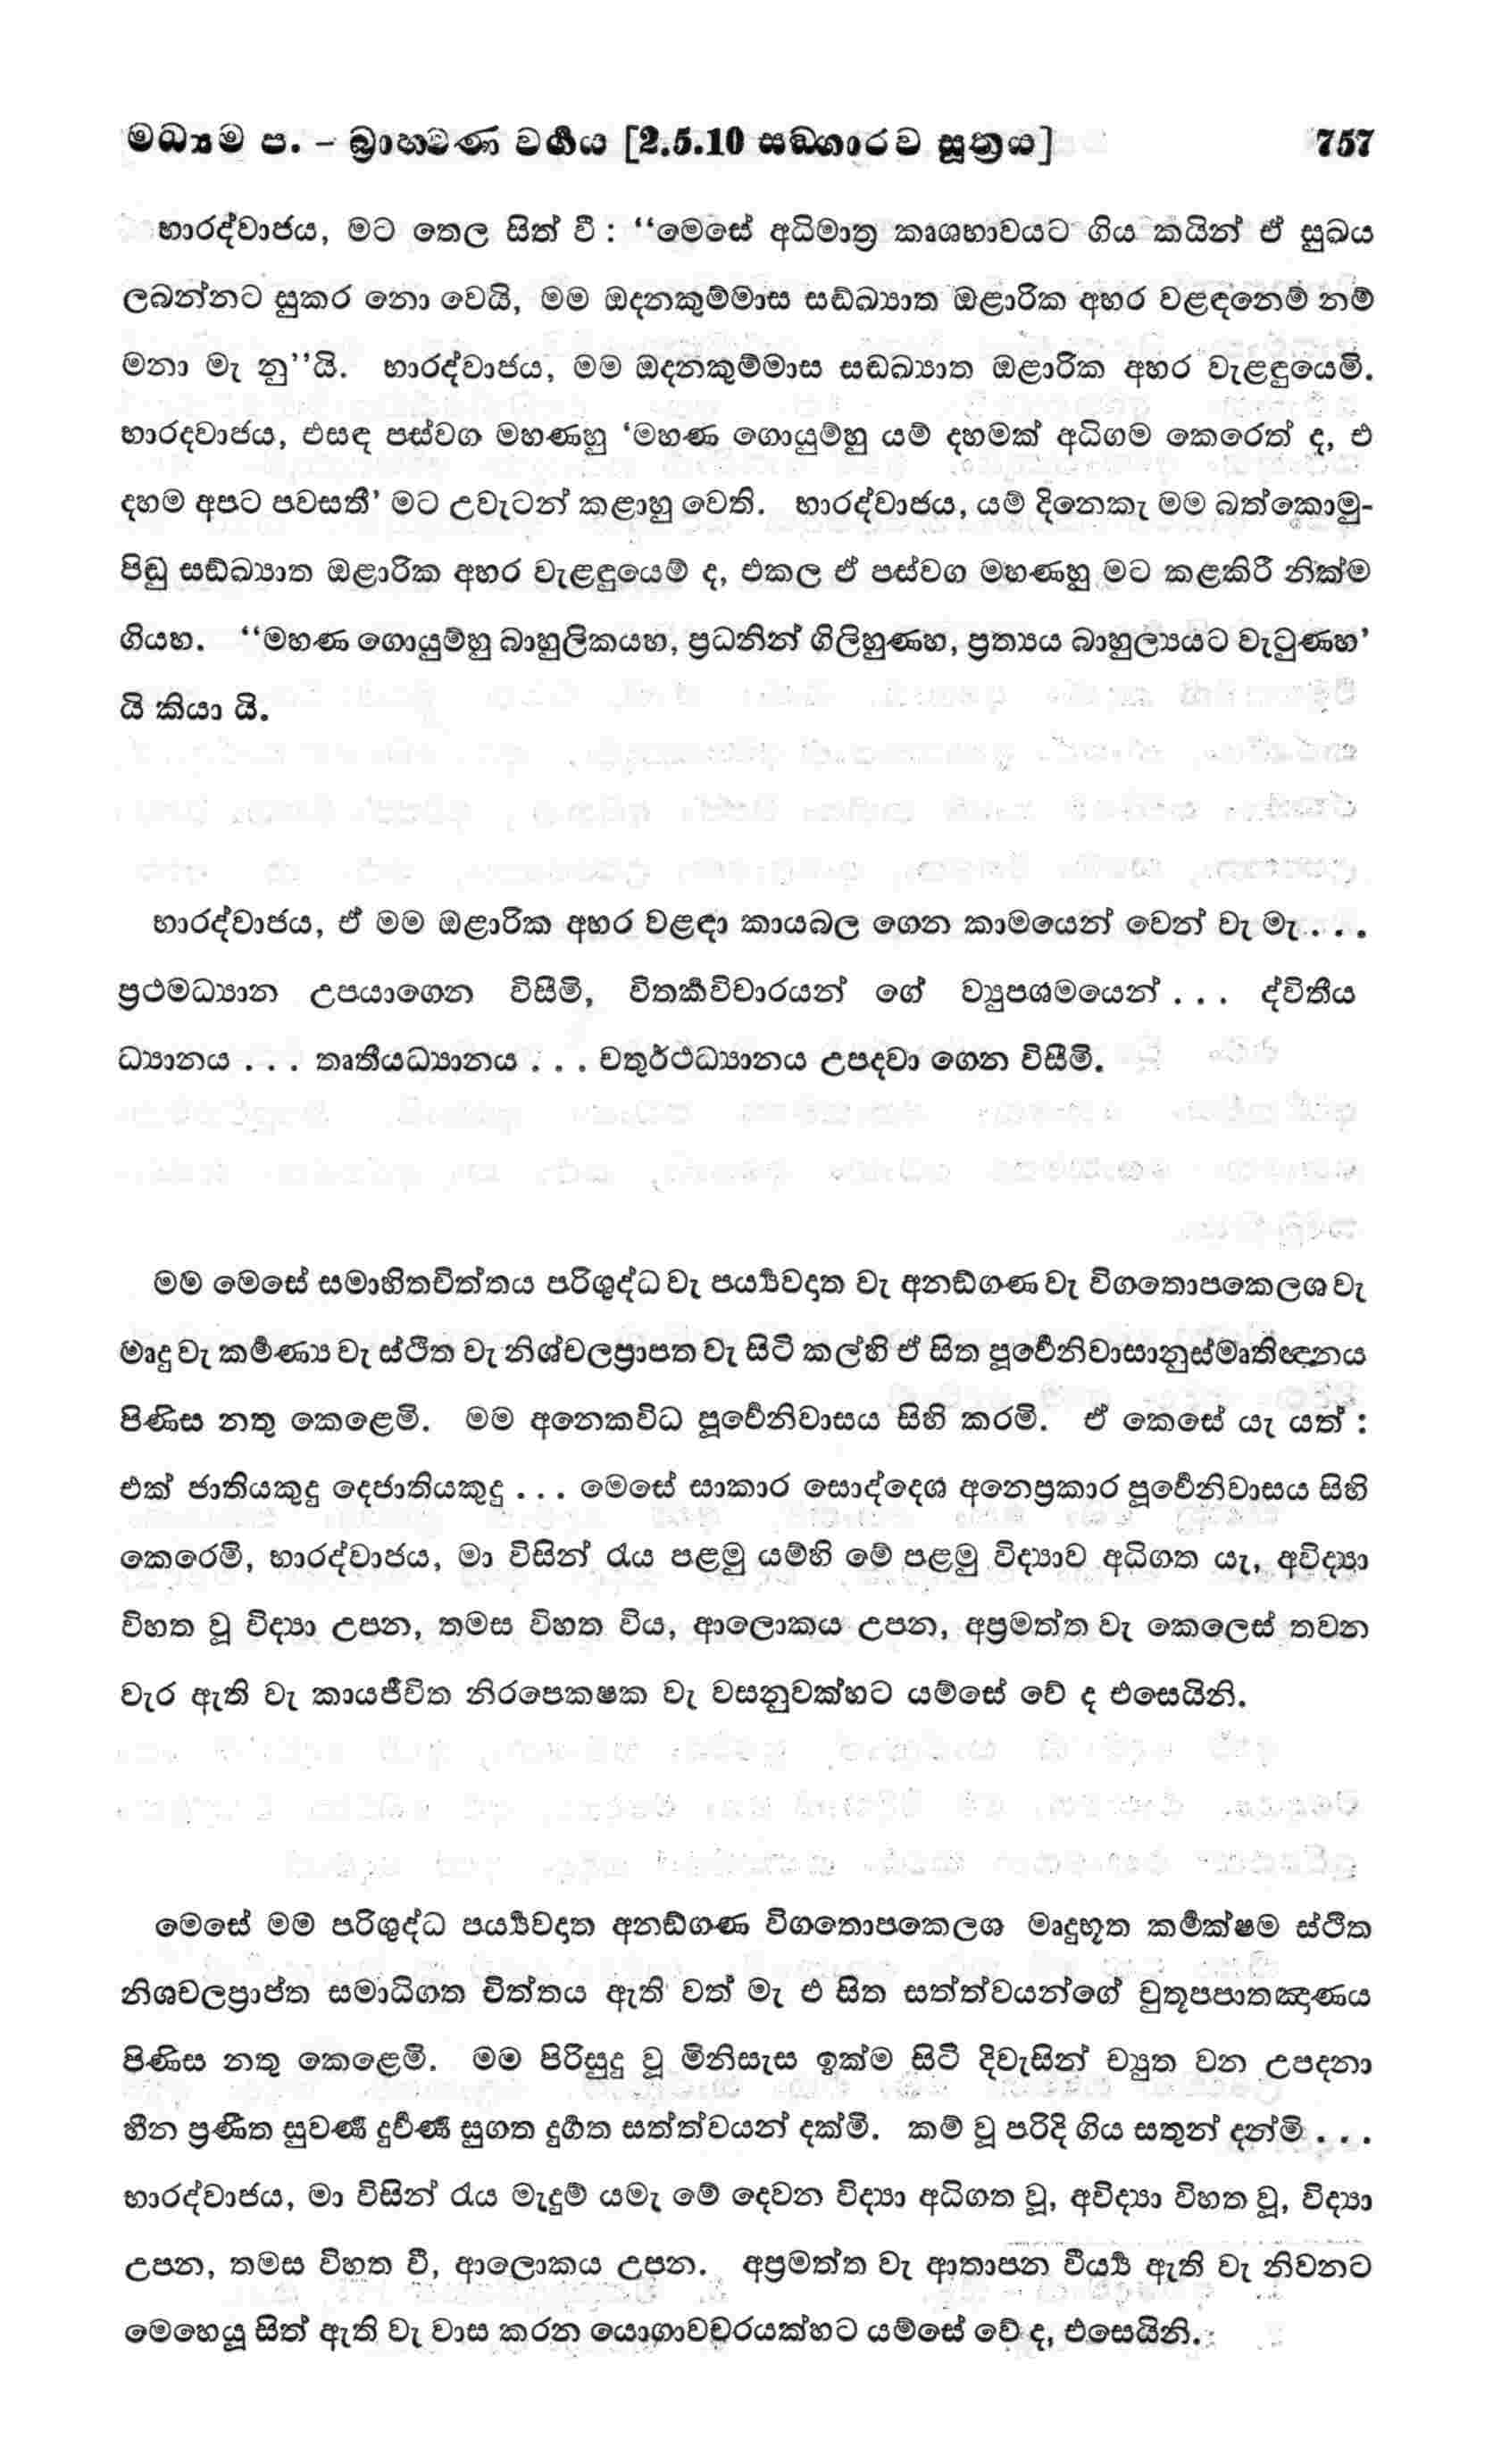 මධ්‍යම ප. – බ්‍රාහ්මණ වර්‍ගය [2.5.10 සඞ්ගාරව සූත්‍රය] 757
භාරද්වාජය, මට තෙල සිත් වී : “මෙසේ අධිමාත්‍ර කෘශභාවයට ගිය කයින් ඒ සුඛය
ලබන්නට සුකර නො වෙයි, මම ඔදනකුම්මාස සඞ්ඛ්‍යාත ඔළාරික අහර වළඳනෙම් නම්
මනා මැ නු”යි. භාරද්වාජය, මම ඔදනකුම්මාස සඞඛ්‍යාත ඔළාරික අහර වැළඳුයෙමි.
භාරදවාජය, එසඳ පස්වග මහණහු ‘මහණ ගොයුම්හු යම් දහමක් අධිගම කෙරෙත් ද, එ
දහම අපට පවසතී’ මට උවැටන් කළාහු වෙති. භාරද්වාජය, යම් දිනෙකැ මම බත්කොමු-
පිඬු සඞ්ඛ්‍යාත ඔළාරික අහර වැළඳුයෙම් ද, එකල ඒ පස්වග මහණහු මට කළකිරී නික්ම
ගියහ. “මහණ ගොයුම්හු බාහුලිකයහ, ප්‍රධනින් ගිලිහුණහ, ප්‍රත්‍යය බාහුල්‍යයට වැටුණහ’
යි කියා යි.
භාරද්වාජය, ඒ මම ඔළාරික අහර වළඳා කායබල ගෙන කාමයෙන් වෙන් වැ මැ . . .
ප්‍රථමධ්‍යාන උපයාගෙන විසීමි, විතර්‍කවිචාරයන් ගේ ව්‍යුපශමයෙන් . . . ද්විතීය
ධ්‍යානය . . . තෘතීයධ්‍යානය . . . චතුර්ථධ්‍යානය උපදවා ගෙන විසීමි.
මම මෙසේ සමාහිතචිත්තය පරිශුද්ධ වැ පර්‍ය්‍යවදාත වැ අනඞ්ගණ වැ විගතොපකෙලශ වැ
මෘදු වැ කර්‍මණ්‍ය වැ ස්ථිත වැ නිශ්චලප්‍රාපත වැ සිටි කල්හි ඒ සිත පූර්‍වෙනිවාසානුස්මෘතිඥනය
පිණිස නතු කෙළෙමි. මම අනෙකවිධ පූර්‍වෙනිවාසය සිහි කරමි. ඒ කෙසේ යැ යත් :
එක් ජාතියකුදු දෙජාතියකුදු . . . මෙසේ සාකාර සොද්දෙශ අනෙප්‍රකාර පූර්‍වෙනිවාසය සිහි
කෙරෙමි, භාරද්වාජය, මා විසින් රැය පළමු යම්හි මේ පළමු විද්‍යාව අධිගත යැ, අවිද්‍යා
විහත වූ විද්‍යා උපන, තමස විහත විය, ආලොකය උපන, අප්‍රමත්ත වැ කෙලෙස් තවන
වැර ඇති වැ කායජීවිත නිරපෙකෂක වැ වසනුවක්හට යම්සේ වේ ද එසෙයිනි.
මෙසේ මම පරිශුද්ධ පර්‍ය්‍යවදාත අනඞ්ගණ විගතොපකෙලශ මෘදුභූත කර්‍මක්ෂම ස්ථිත
නිශචලප්‍රාප්ත සමාධිගත චිත්තය ඇති වත් මැ එ සිත සත්ත්වයන්ගේ චුතූපපාතඤාණය
පිණිස නතු කෙළෙමි. මම පිරිසුදු වූ මිනිසැස ඉක්ම සිටි දිවැසින් ච්‍යුත වන උපදනා
හීන ප්‍රණීත සුවර්‍ණ දුර්‍වර්‍ණ සුගත දුර්‍ගත සත්ත්වයන් දක්මි. කම් වූ පරිදි ගිය සතුන් දන්මි . . .
භාරද්වාජය, මා විසින් රැය මැදුම් යමැ මේ දෙවන විද්‍යා අධිගත වූ, අවිද්‍යා විහත වූ, විද්‍යා
උපන, තමස විහත වී, ආලොකය උපන. අප්‍රමත්ත වැ ආතාපන වීර්‍ය්‍ය ඇති වැ නිවනට
මෙහෙයූ සිත් ඇති වැ වාස කරන යොගාවචරයක්හට යම්සේ වේ ද, එසෙයිනි.